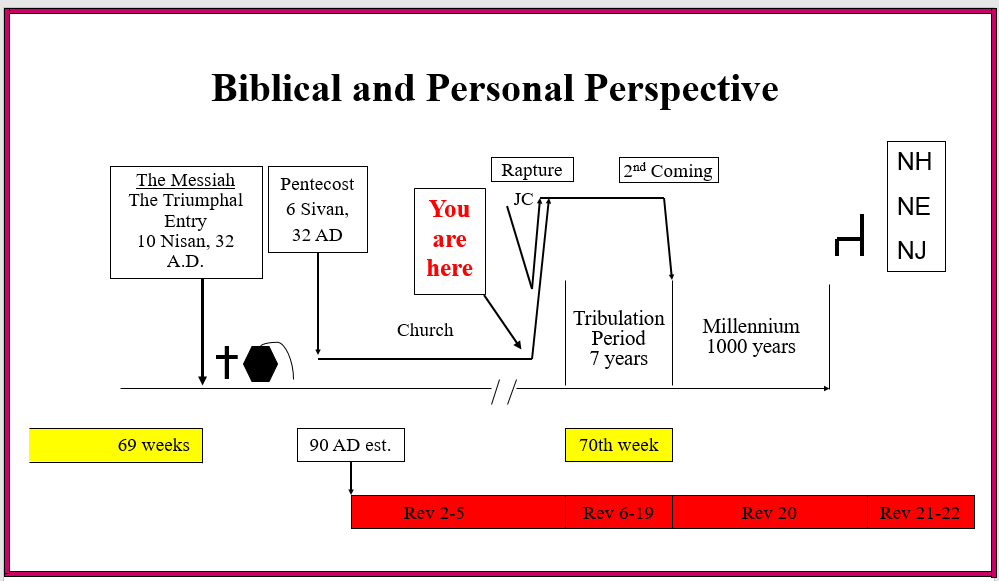 Biblical and Personal Perspective
The Messiah
The Triumphal
Entry
10 Nisan, 32
A.D.
Pentecost
6 Sivan,
32 AD
You
are
here
Rapture
JC
2nd Coming
NH
NE
NJ
Church
Tribulation
Period
7 years
Millennium
1000 years
69 weeks
90 AD est.
70th week
Rev 2-5
Rev 6-19
Rev 20
Rev 21-22